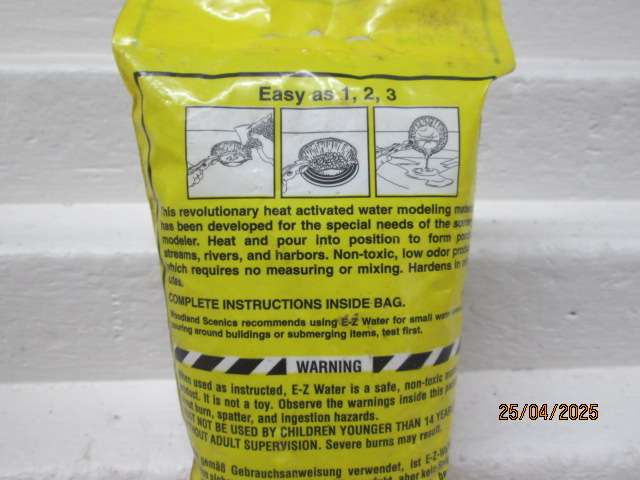 Easy as 1, 2, 3
his revolutionary heat activated water modeling
has been developed for the special needs of the
modeler. Heat and pour into position to form
streams, rivers, and harbors. Non-toxic, low odor
which requires no measuring or mixing. Hardens in
utes.
COMPLETE INSTRUCTIONS INSIDE BAG.
Woodland Scenics recommends using E-Z Water for small water
pouring around buildings or submerging items, test first.
WARNING
used as instructed, E-Z Water is a safe, non-toxic
It is not a toy. Observe the warnings inside this
burn, spatter, and ingestion hazards.
NOT BE USED BY CHILDREN YOUNGER THAN 14 YEARS
OUT ADULT SUPERVISION. Severe burns may result.
gemäß Gebrauchsanweisung verwendet, ist E-Z
25/04/2025